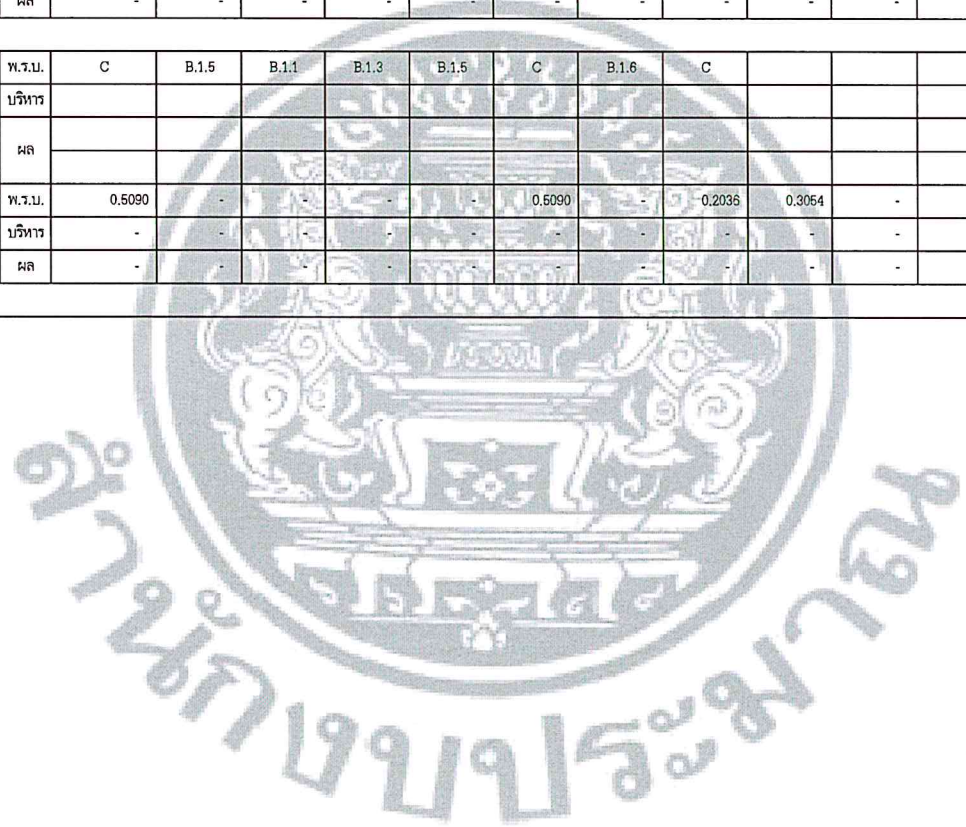 ผล - - - - - - - - - -
พ.ร.บ. C B.1.5 B.1.1 B.1.3 B.1.5 C B.1.6 C
บริหาร
ผล
พ.ร.บ. 0.5090 - - - - 0.5090 - 0.2036 0.3054 -
บริหาร - - - - - - - - - -
ผล - - - - - - - - - -
สำนักงบประมาณ